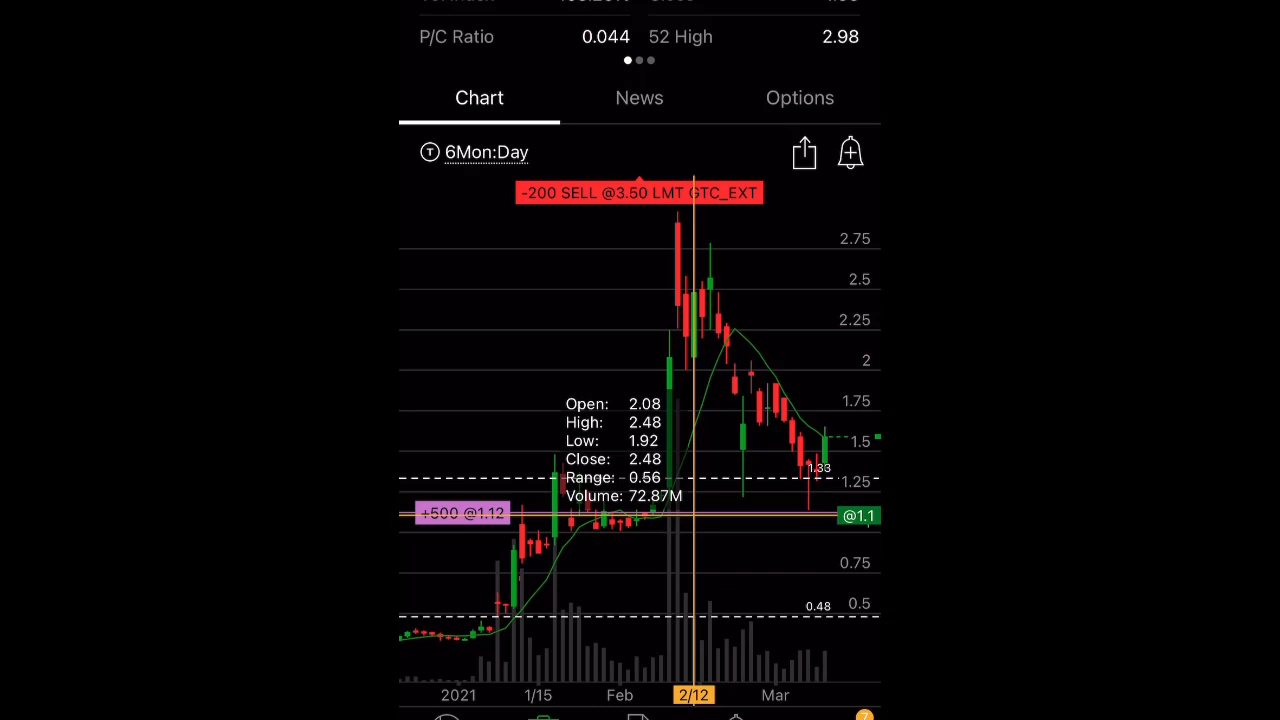 P/C Ratio 0.044 52 High 2.98
Chart News Options
T 6Mon:Day
-200 SELL @3.50 LMT GTC_EXT
2.75
2.5
2.25
2
1.75
Open: 2.08
High: 2.48
Low: 1.92
Close: 2.48
Range: 0.56
Volume: 72.87M
1.5
1.33
1.25
+500 @1.12
@1.1
0.75
0.48
0.5
2021 1/15 Feb 2/12 Mar
7